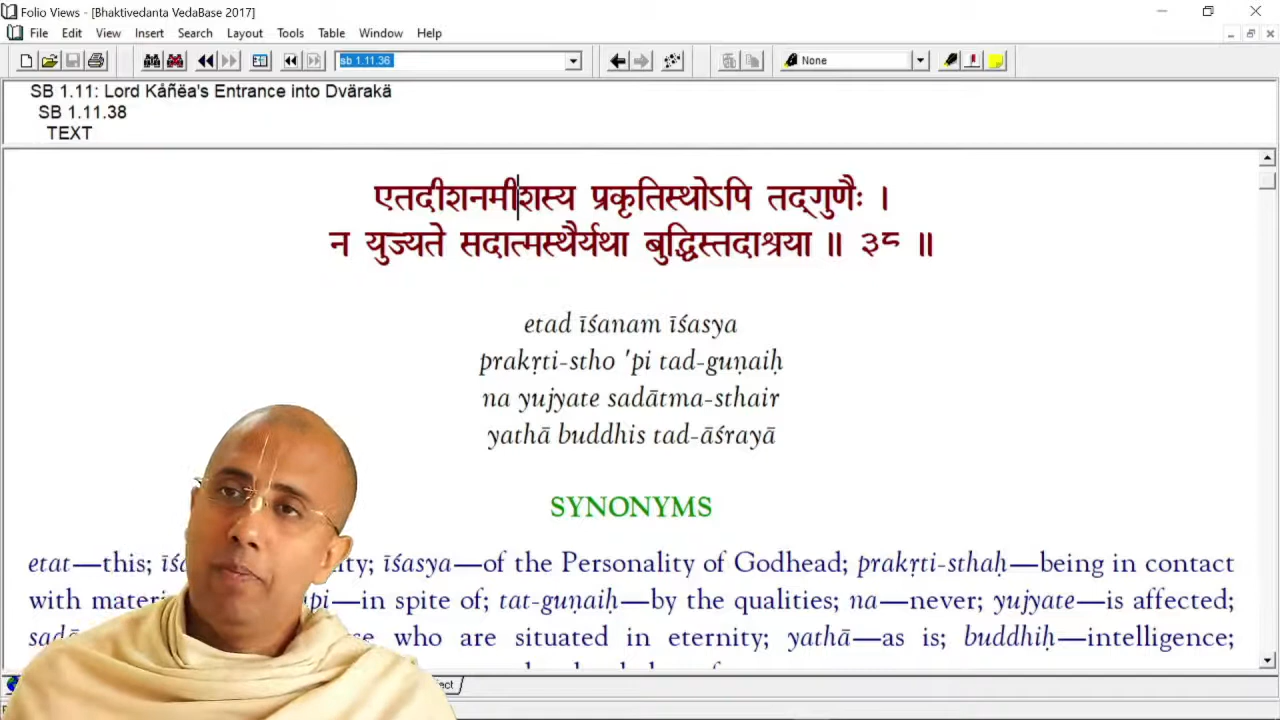 Folio Views - [Bhaktivedanta VedaBase 2017]
File Edit View Insert Search Layout Tools Table Window Help
sb 1.11.36
None
SB 1.11: Lord Kåñëa's Entrance into Dvärakä
SB 1.11.38
TEXT
एतदीशनमीशस्य प्रकृतिस्थोऽपि तद्‍गुणैः ।
न युज्यते सदात्मस्थैर्यथा बुद्धिस्तदाश्रया ॥ ३८ ॥
etad īśanam īśasya
prakṛti-stho 'pi tad-guṇaiḥ
na yujyate sadātma-sthair
yathā buddhis tad-āśrayā
SYNONYMS
etat—this; īśasya—of the Personality of Godhead; prakṛti-sthaḥ—being in contact
with —in spite of; tat-guṇaiḥ—by the qualities; na—never; yujyate—is affected;
who are situated in eternity; yathā—as is; buddhiḥ—intelligence;